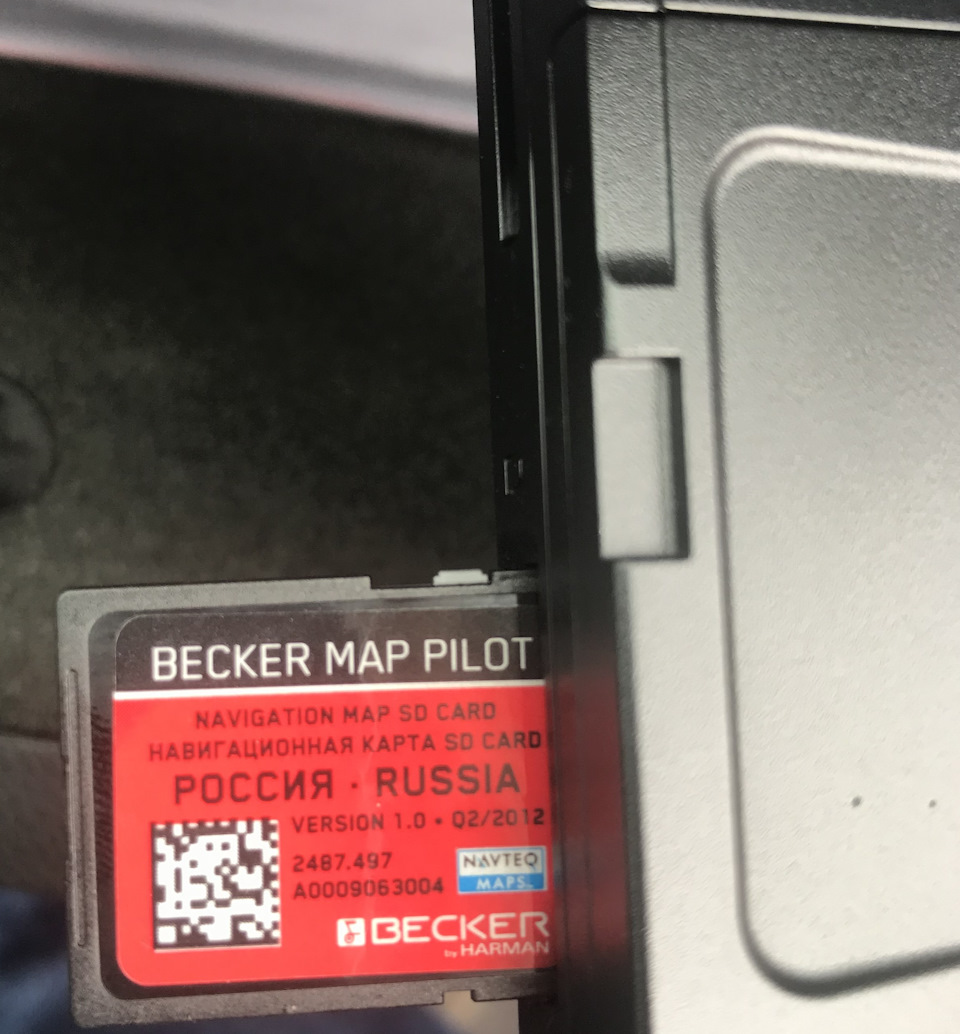 BECKER MAP PILOT
NAVIGATION MAP SD CARD
НАВИГАЦИОННАЯ КАРТА SD CARD
РОССИЯ · RUSSIA
VERSION 1.0 • Q2/2012
2487.497
A0009063004
NAVTEQ
MAPS
BECKER
by HARMAN